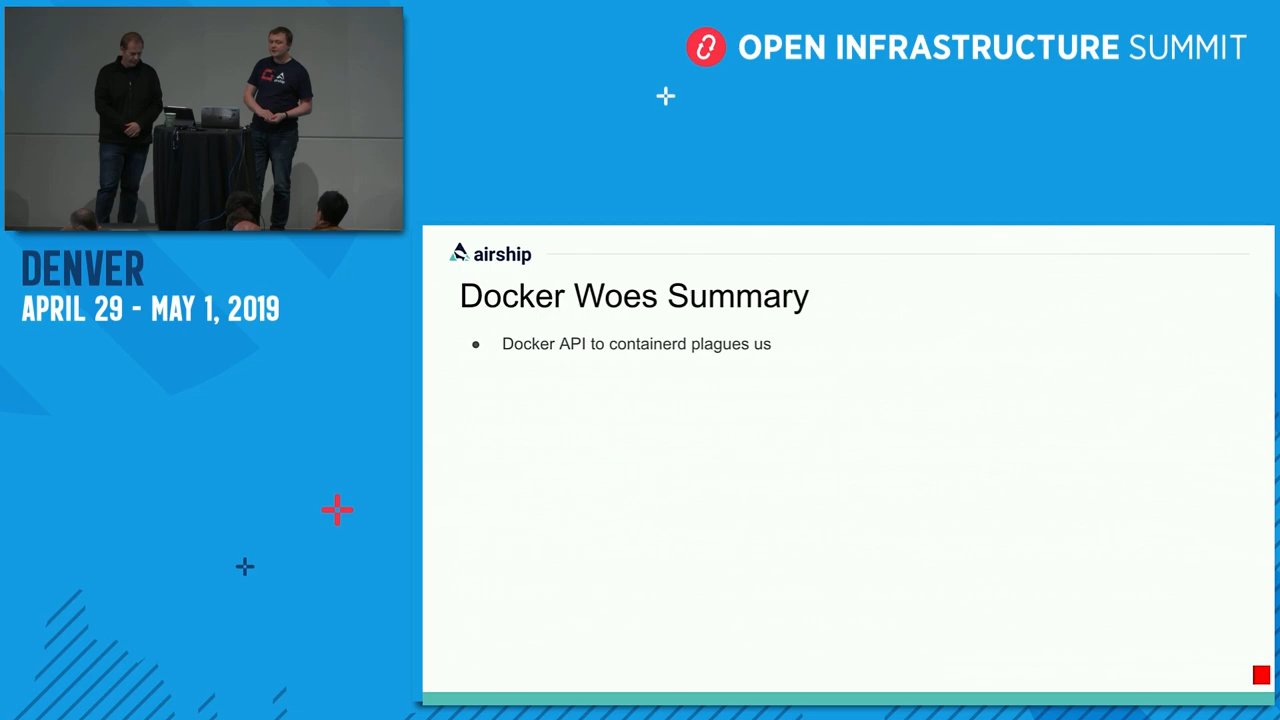 OPEN INFRASTRUCTURE SUMMIT
DENVER
APRIL 29 - MAY 1, 2019
airship
Docker Woes Summary
• Docker API to containerd plagues us